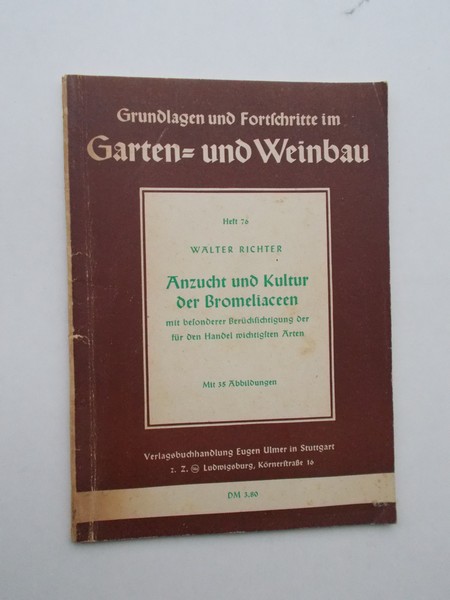 Grundlagen und Fortschritte im
Garten= und Weinbau
Heft 76
WALTER RICHTER
Anzucht und Kultur
der Bromeliaceen
mit besonderer Berücksichtigung der
für den Handel wichtigsten Arten
Mit 38 Abbildungen
Verlagsbuchhandlung Eugen Ulmer in Stuttgart
z. Z. Ludwigsburg, Körnerstraße 16
DM 3,80